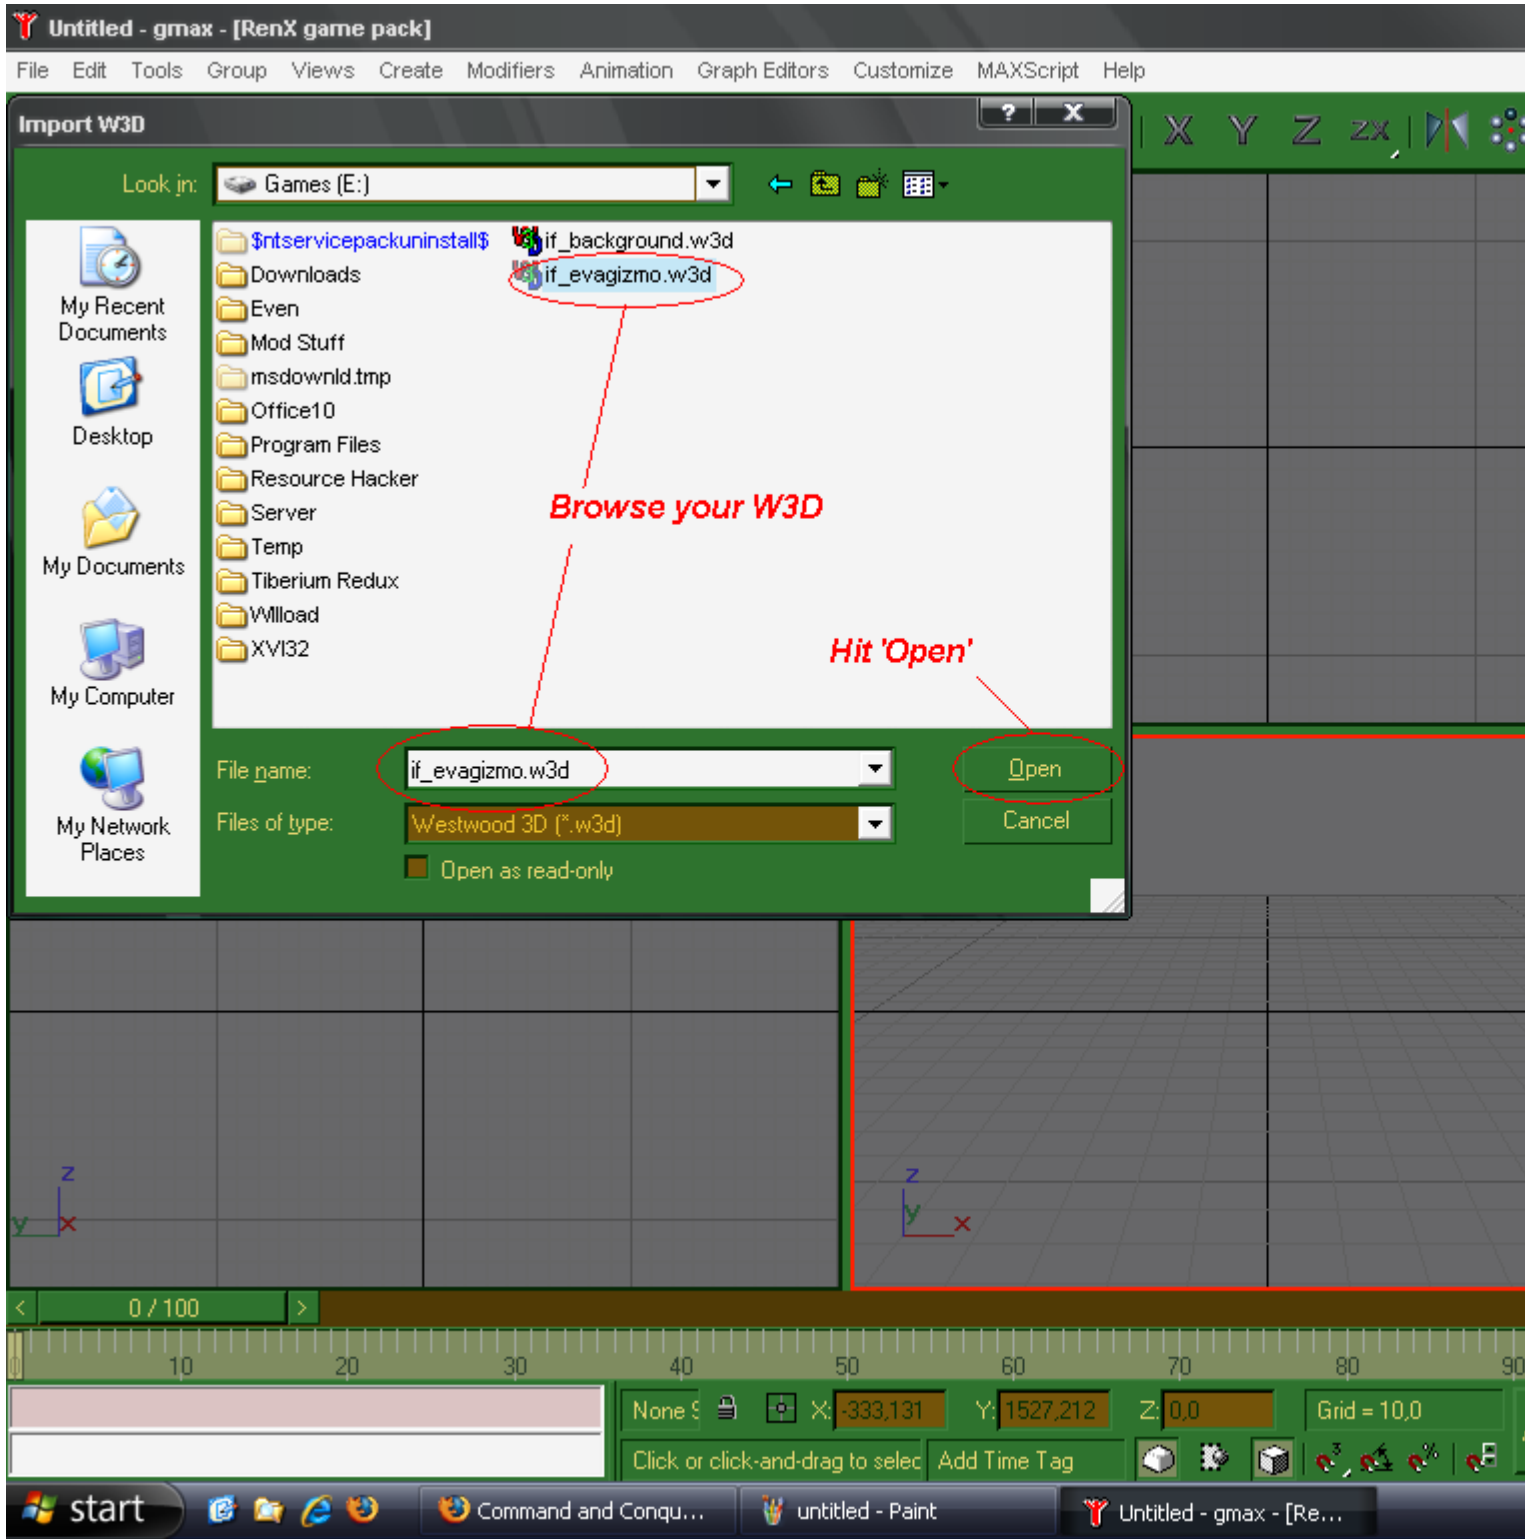 Untitled - gmax - [RenX game pack]
File Edit Tools Group Views Create Modifiers Animation Graph Editors Customize MAXScript Help
Import W3D
? X
X Y Z ZX
Look in: Games (E:)
$ntservicepackuninstall$
Downloads
Even
Mod Stuff
msdownld.tmp
Office10
Program Files
Resource Hacker
Server
Temp
Tiberium Redux
Wllload
XVI32
if_background.w3d
if_evagizmo.w3d
My Recent
Documents
Desktop
My Documents
My Computer
My Network
Places
Browse your W3D
Hit 'Open'
File name: if_evagizmo.w3d
Open
Files of type: Westwood 3D (*.w3d)
Cancel
Open as read-only
z
y x
z
y x
< 0 / 100 >
0 10 20 30 40 50 60 70 80 90
None S X: -333,131 Y: 1527,212 Z: 0,0 Grid = 10,0
Click or click-and-drag to selec Add Time Tag
3 %
start Command and Conqu... untitled - Paint Untitled - gmax - [Re...